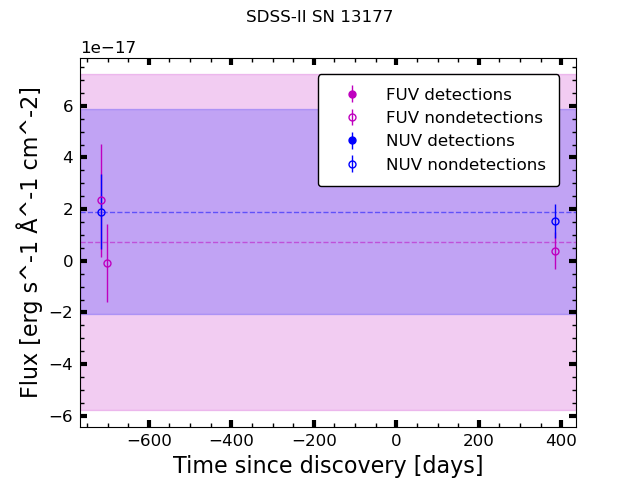 SDSS-II SN 13177
1e−17
FUV detections
FUV nondetections
NUV detections
NUV nondetections
6
4
2
0
−2
−4
−6
Flux [erg s^-1 Å^-1 cm^-2]
−600 −400 −200 0 200 400
Time since discovery [days]